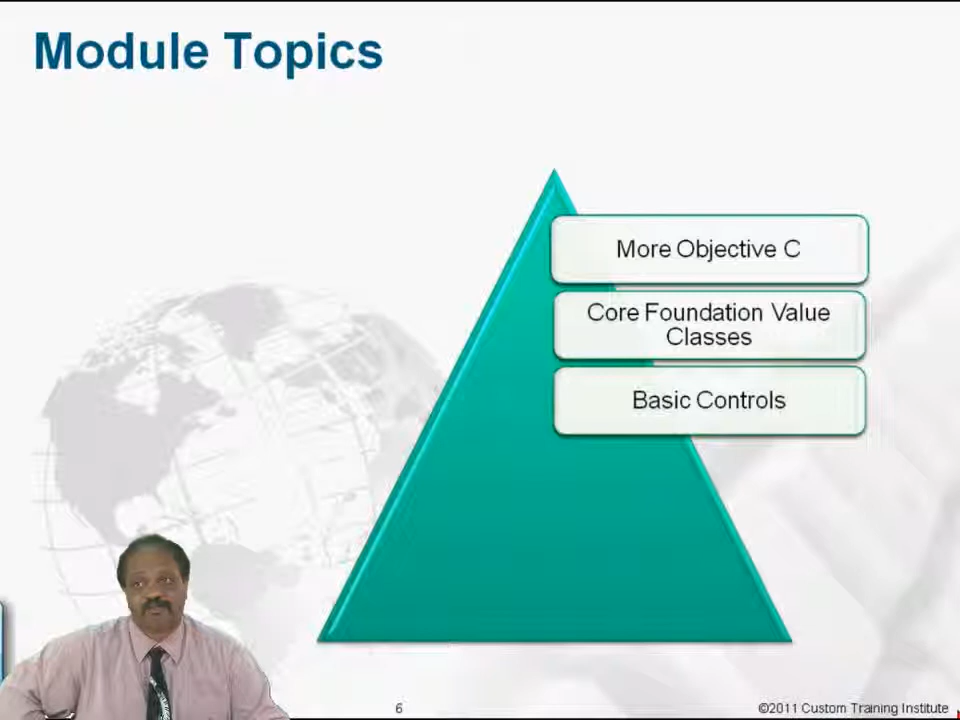 Module Topics
More Objective C
Core Foundation Value
Classes
Basic Controls
6
©2011 Custom Training Institute